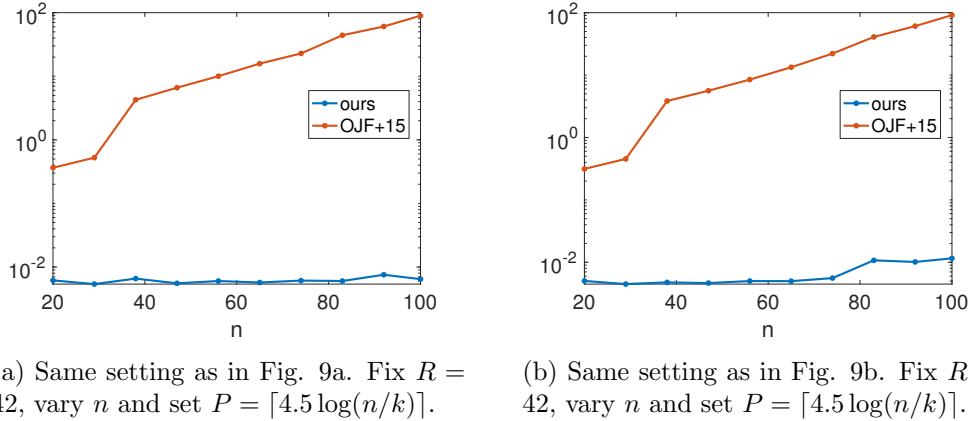 10^2
10^0
10^-2
20
40
60
80
100
n
ours
OJF+15
10^2
10^0
10^-2
20
40
60
80
100
n
ours
OJF+15
a) Same setting as in Fig. 9a. Fix R =
42, vary n and set P = ⌈4.5 log(n/k)⌉.
(b) Same setting as in Fig. 9b. Fix R
42, vary n and set P = ⌈4.5 log(n/k)⌉.